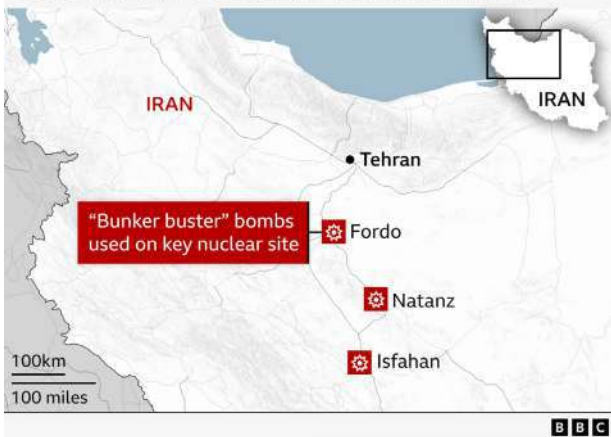 IRAN
IRAN
Tehran
“Bunker buster” bombs
used on key nuclear site
Fordo
Natanz
Isfahan
100km
100 miles
BBC